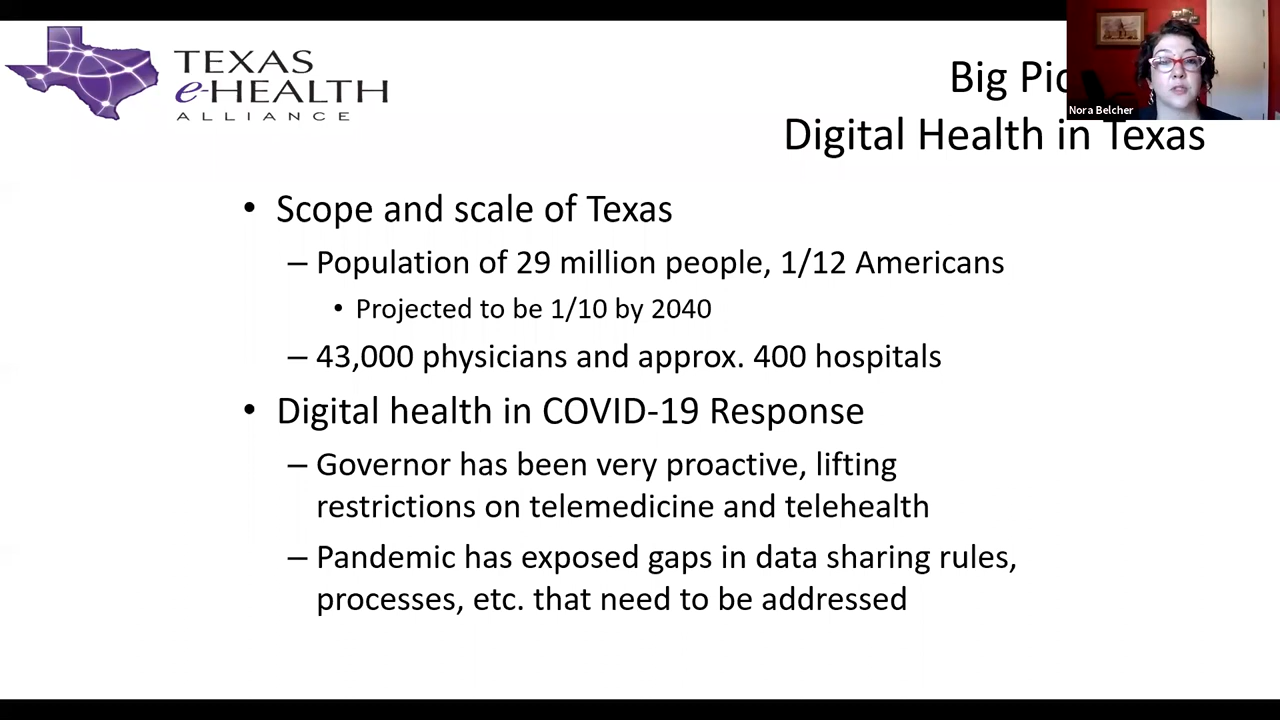 TEXAS
e-HEALTH
ALLIANCE
Big
Digital Health in Texas
Nora Belcher
• Scope and scale of Texas
– Population of 29 million people, 1/12 Americans
• Projected to be 1/10 by 2040
– 43,000 physicians and approx. 400 hospitals
• Digital health in COVID-19 Response
– Governor has been very proactive, lifting
restrictions on telemedicine and telehealth
– Pandemic has exposed gaps in data sharing rules,
processes, etc. that need to be addressed